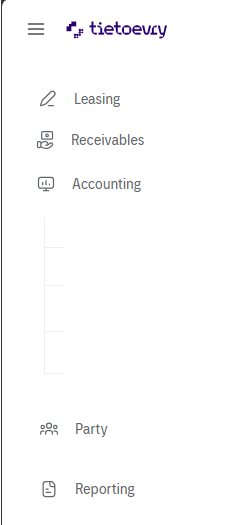 tietoevry
Leasing
Receivables
Accounting
Party
Reporting